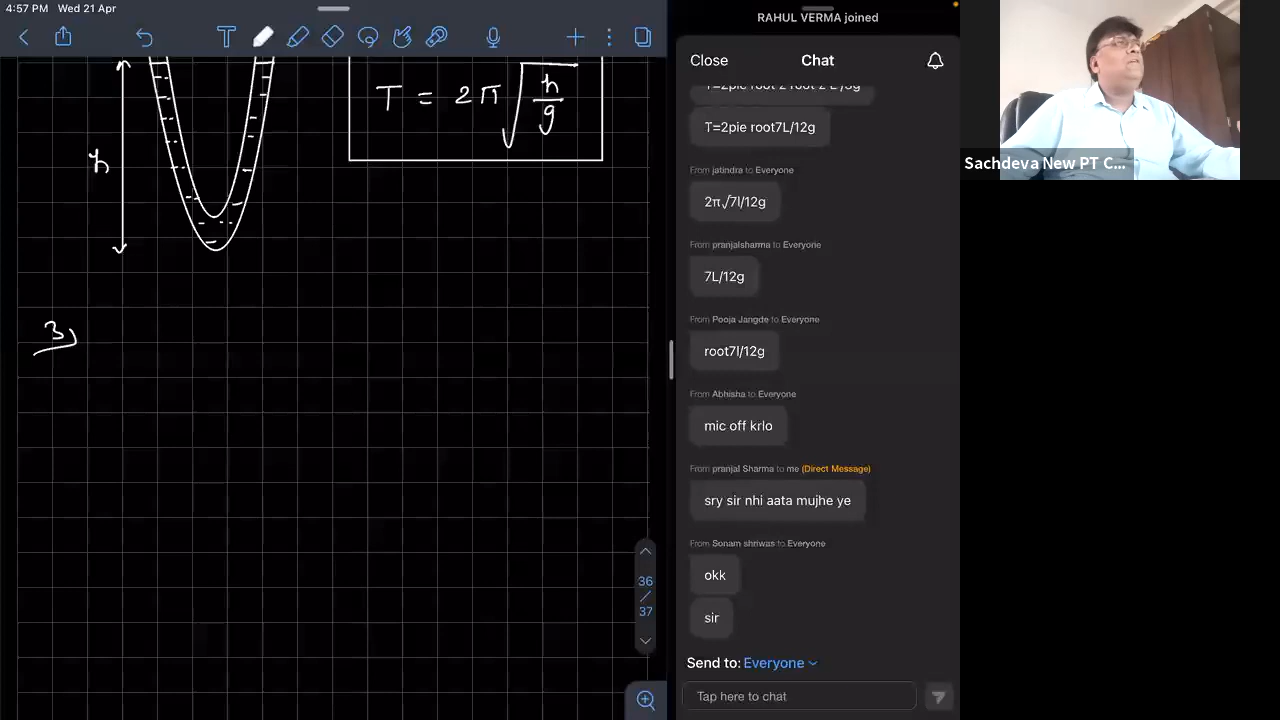 4:57 PM Wed 21 Apr
T
h
T = 2π √h/g
3)
36
/
37
RAHUL VERMA joined
Close
Chat
T=2pie root7L/12g
From jatindra to Everyone
2π√7l/12g
From pranjalsharma to Everyone
7L/12g
From Pooja Jangde to Everyone
root7l/12g
From Abhisha to Everyone
mic off krlo
From pranjal Sharma to me (Direct Message)
sry sir nhi aata mujhe ye
From Sonam shriwas to Everyone
okk
sir
Send to: Everyone
Tap here to chat
Sachdeva New PT C...